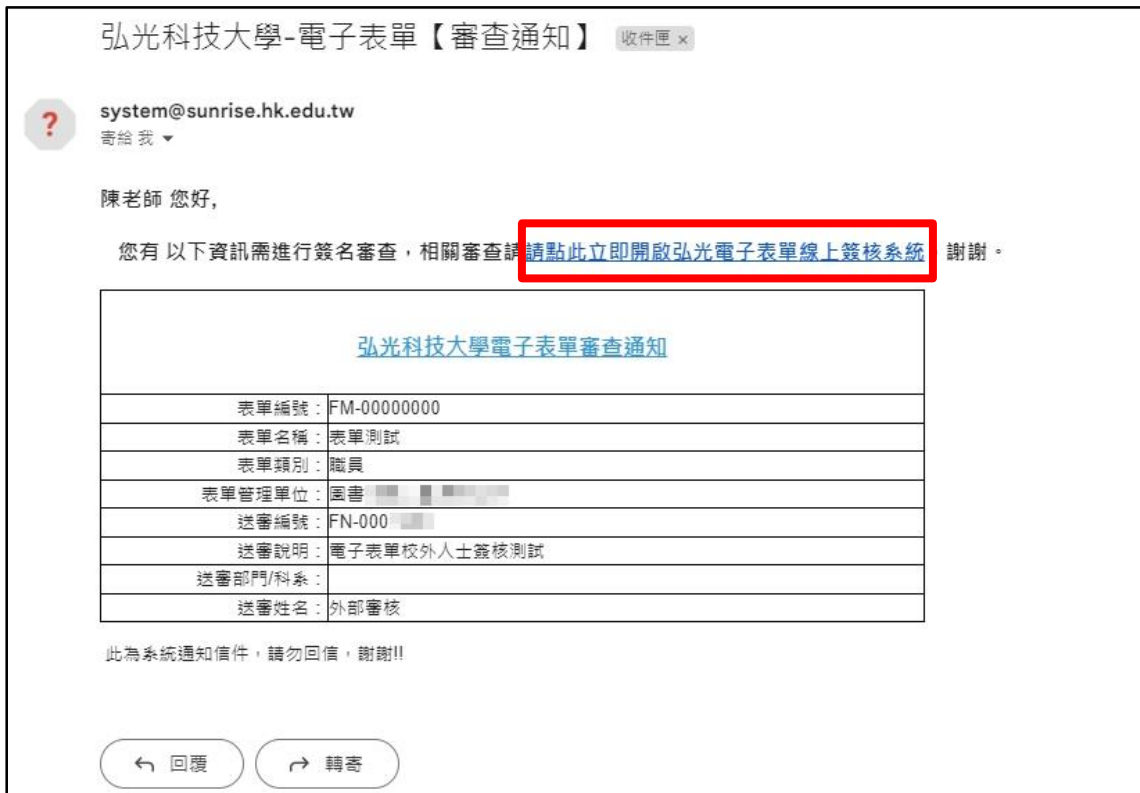 弘光科技大學-電子表單【審查通知】 收件匣 ×
?
system@sunrise.hk.edu.tw
寄給 我
陳老師 您好,
您有 以下資訊需進行簽名審查，相關審查請請點此立即開啟弘光電子表單線上簽核系統 謝謝。
弘光科技大學電子表單審查通知
表單編號：FM-00000000
表單名稱：表單測試
表單類別：職員
表單管理單位：圖書
送審編號：FN-000
送審說明：電子表單校外人士簽核測試
送審部門/科系：
送審姓名：外部審核
此為系統通知信件，請勿回信，謝謝!!
回覆 轉寄